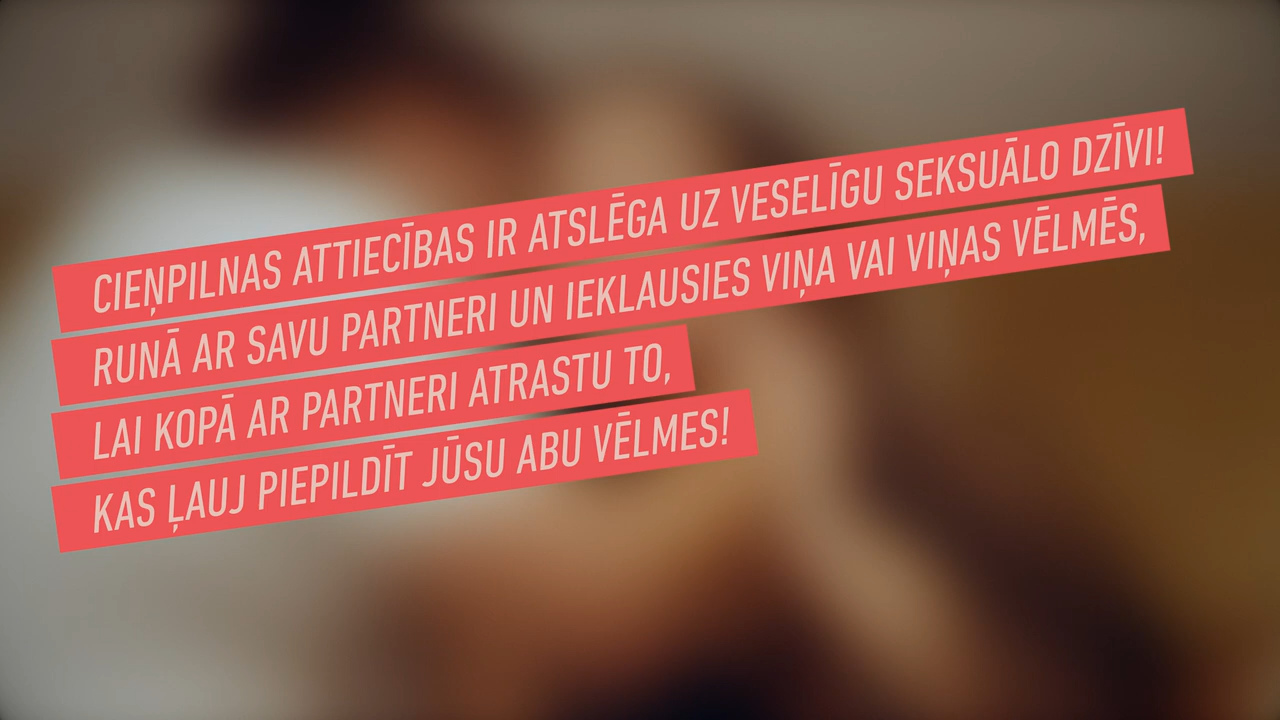 CIEŅPILNAS ATTIECĪBAS IR ATSLĒGA UZ VESELĪGU SEKSUĀLO DZĪVI!
RUNĀ AR SAVU PARTNERI UN IEKLAUSIES VIŅA VAI VIŅAS VĒLMĒS,
LAI KOPĀ AR PARTNERI ATRASTU TO,
KAS ĻAUJ PIEPILDĪT JŪSU ABU VĒLMES!